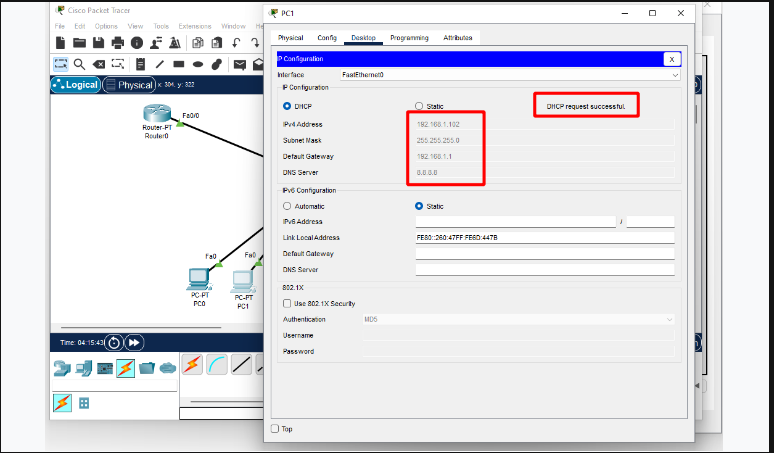 Cisco Packet Tracer
PC1
File Edit Options View Tools Extensions Window He
Physical Config Desktop Programming Attributes
IP Configuration X
Interface FastEthernet0
IP Configuration
Logical Physical x: 304, y: 322
DHCP Static DHCP request successful.
Fa0/0
IPv4 Address 192.168.1.102
Router-PT
Router0
Subnet Mask 255.255.255.0
Default Gateway 192.168.1.1
DNS Server 8.8.8.8
IPv6 Configuration
Automatic Static
IPv6 Address /
Link Local Address FE80::260:47FF:FE6D:447B
Default Gateway
DNS Server
Fa0 Fa0
PC-PT
PC0
PC-PT
PC1
802.1X
Use 802.1X Security
Authentication MD5
Username
Password
Time: 04:15:43
Top